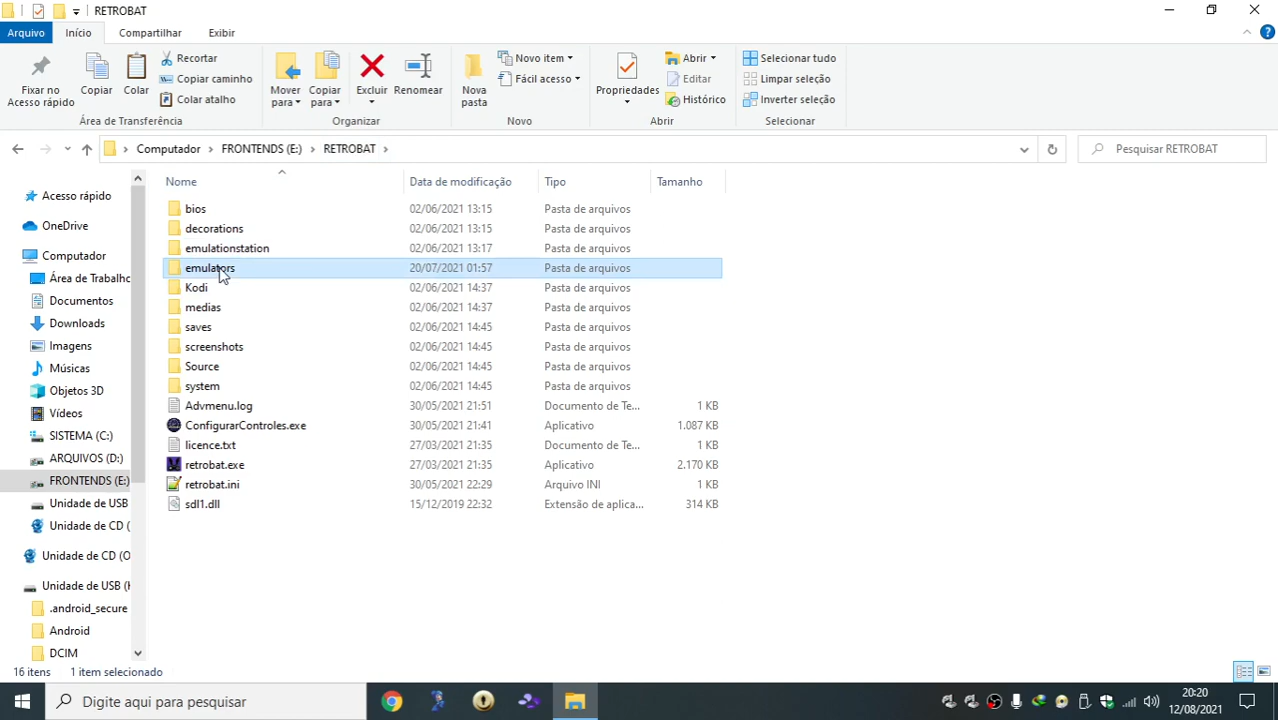 RETROBAT
Arquivo Início Compartilhar Exibir
Fixar no Acesso rápido
Copiar
Colar
Recortar
Copiar caminho
Colar atalho
Área de Transferência
Mover para
Copiar para
Excluir
Renomear
Organizar
Nova pasta
Novo item
Fácil acesso
Novo
Propriedades
Abrir
Editar
Histórico
Abrir
Selecionar tudo
Limpar seleção
Inverter seleção
Selecionar
Computador > FRONTENDS (E:) > RETROBAT >
Pesquisar RETROBAT
Acesso rápido
OneDrive
Computador
Área de Trabalho
Documentos
Downloads
Imagens
Músicas
Objetos 3D
Vídeos
SISTEMA (C:)
ARQUIVOS (D:)
FRONTENDS (E:)
Unidade de USB
Unidade de CD (
Unidade de CD (O
Unidade de USB (H
.android_secure
Android
DCIM
Nome Data de modificação Tipo Tamanho
bios 02/06/2021 13:15 Pasta de arquivos
decorations 02/06/2021 13:15 Pasta de arquivos
emulationstation 02/06/2021 13:17 Pasta de arquivos
emulators 20/07/2021 01:57 Pasta de arquivos
Kodi 02/06/2021 14:37 Pasta de arquivos
medias 02/06/2021 14:37 Pasta de arquivos
saves 02/06/2021 14:45 Pasta de arquivos
screenshots 02/06/2021 14:45 Pasta de arquivos
Source 02/06/2021 14:45 Pasta de arquivos
system 02/06/2021 14:45 Pasta de arquivos
Advmenu.log 30/05/2021 21:51 Documento de Te... 1 KB
ConfigurarControles.exe 30/05/2021 21:41 Aplicativo 1.087 KB
licence.txt 27/03/2021 21:35 Documento de Te... 1 KB
retrobat.exe 27/03/2021 21:35 Aplicativo 2.170 KB
retrobat.ini 30/05/2021 22:29 Arquivo INI 1 KB
sdl1.dll 15/12/2019 22:32 Extensão de aplica... 314 KB
16 itens 1 item selecionado
Digite aqui para pesquisar
20:20
12/08/2021